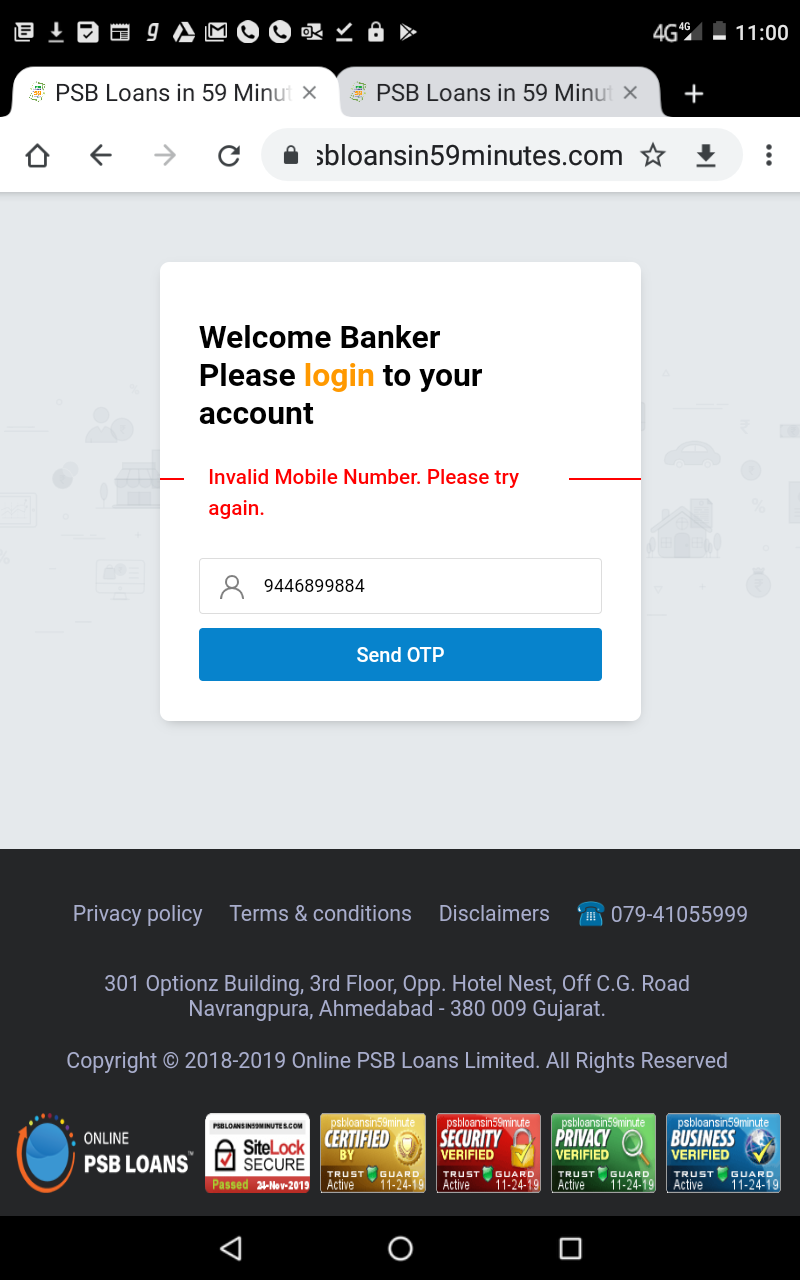 4G 4G 11:00
PSB Loans in 59 Minut
PSB Loans in 59 Minut
sbloansin59minutes.com
Welcome Banker
Please login to your
account
Invalid Mobile Number. Please try
again.
9446899884
Send OTP
Privacy policy Terms & conditions Disclaimers 079-41055999
301 Optionz Building, 3rd Floor, Opp. Hotel Nest, Off C.G. Road
Navrangpura, Ahmedabad - 380 009 Gujarat.
Copyright © 2018-2019 Online PSB Loans Limited. All Rights Reserved
ONLINE
PSB LOANS™
PSBLOANSIN59MINUTES.COM
SiteLock
SECURE
Passed 24-Nov-2019
psbloansin59minute
CERTIFIED
BY
TRUST GUARD
Active 11-24-19
psbloansin59minute
SECURITY
VERIFIED
TRUST GUARD
Active 11-24-19
psbloansin59minute
PRIVACY
VERIFIED
TRUST GUARD
Active 11-24-19
psbloansin59minute
BUSINESS
VERIFIED
TRUST GUARD
Active 11-24-19